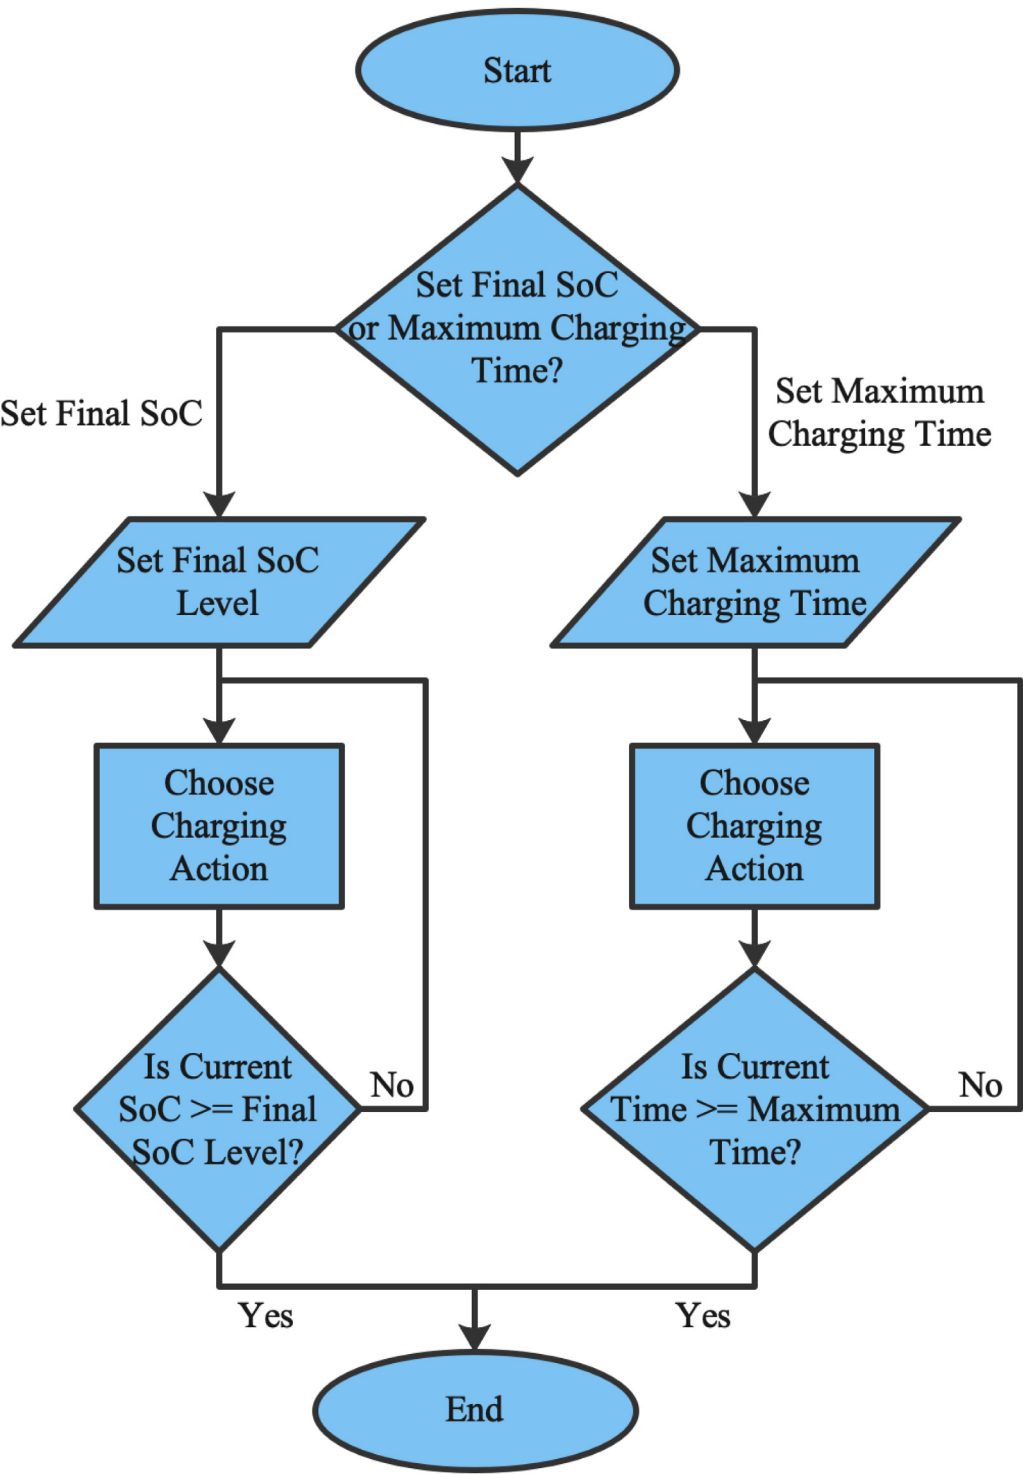 Start
Set Final SoC
or Maximum Charging
Time?
Set Final SoC
Set Maximum
Charging Time
Set Final SoC
Level
Set Maximum
Charging Time
Choose
Charging
Action
Choose
Charging
Action
Is Current
SoC >= Final
SoC Level?
No
Is Current
Time >= Maximum
Time?
No
Yes
Yes
End